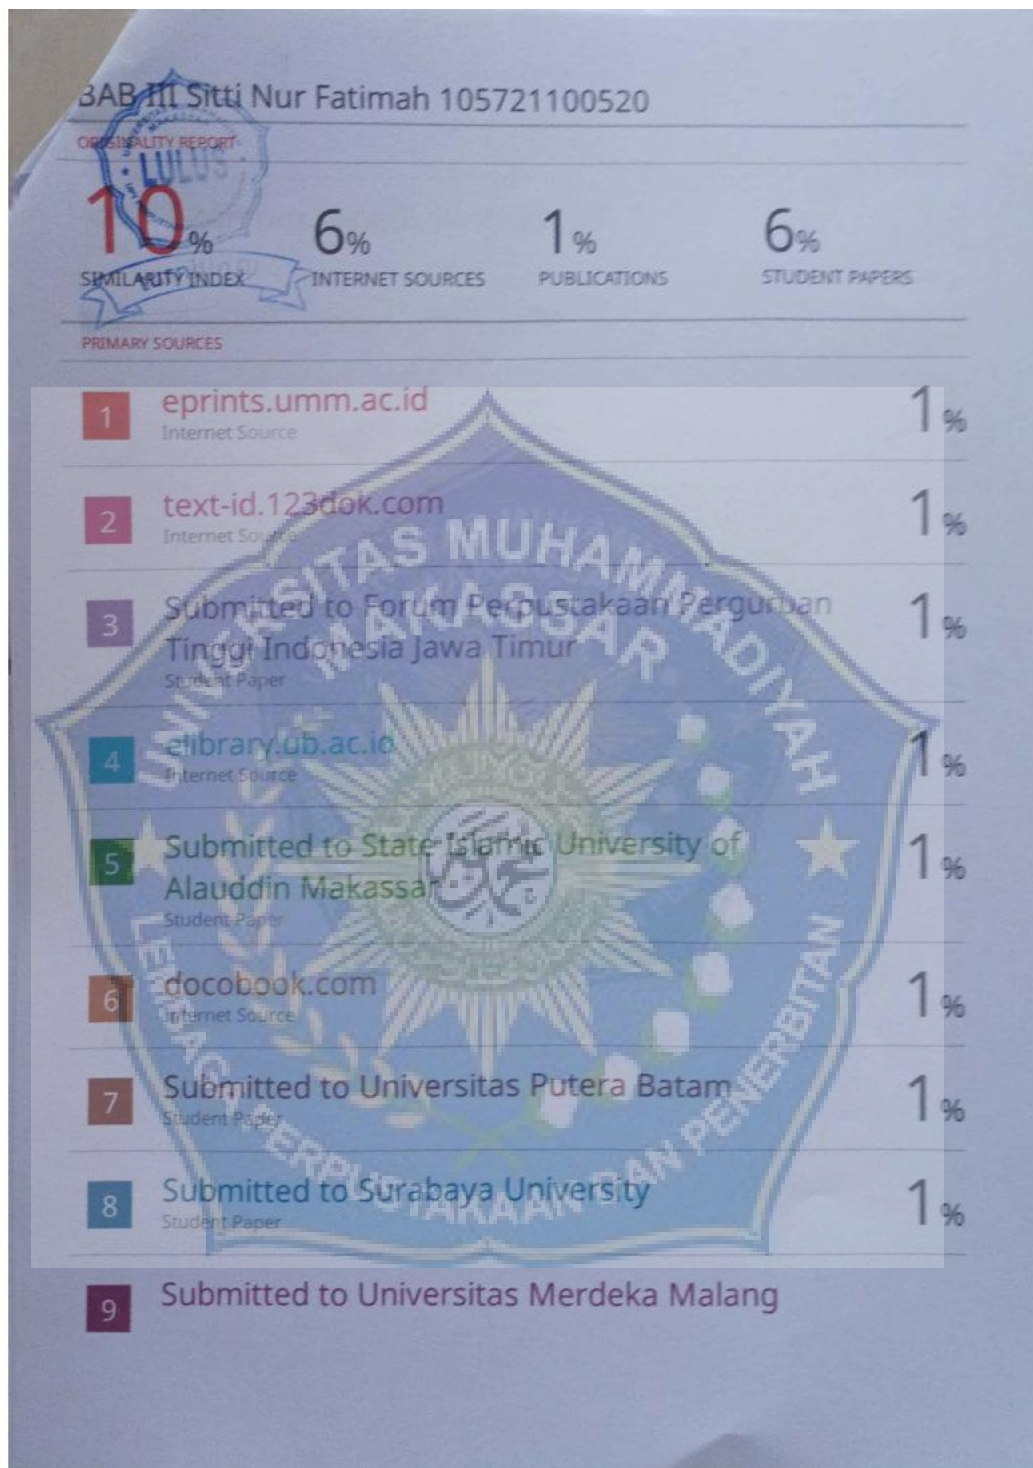 BAB III Sitti Nur Fatimah 105721100520
ORIGINALITY REPORT
LULUS
10%
6%
1%
6%
SIMILARITY INDEX
INTERNET SOURCES
PUBLICATIONS
STUDENT PAPERS
PRIMARY SOURCES
1
eprints.umm.ac.id
Internet Source
1%
2
text-id.123dok.com
Internet Source
1%
3
Submitted to Forum Perpustakaan Perguruan
Tinggi Indonesia Jawa Timur
Student Paper
1%
4
elibrary.ub.ac.id
Internet Source
1%
5
Submitted to State Islamic University of
Alauddin Makassar
Student Paper
1%
6
docobook.com
Internet Source
1%
7
Submitted to Universitas Putera Batam
Student Paper
1%
8
Submitted to Surabaya University
Student Paper
1%
9
Submitted to Universitas Merdeka Malang
UNIVERSITAS MUHAMMADIYAH
MAKASSAR
LEMBAGA PERPUSTAKAAN DAN PENERBITAN